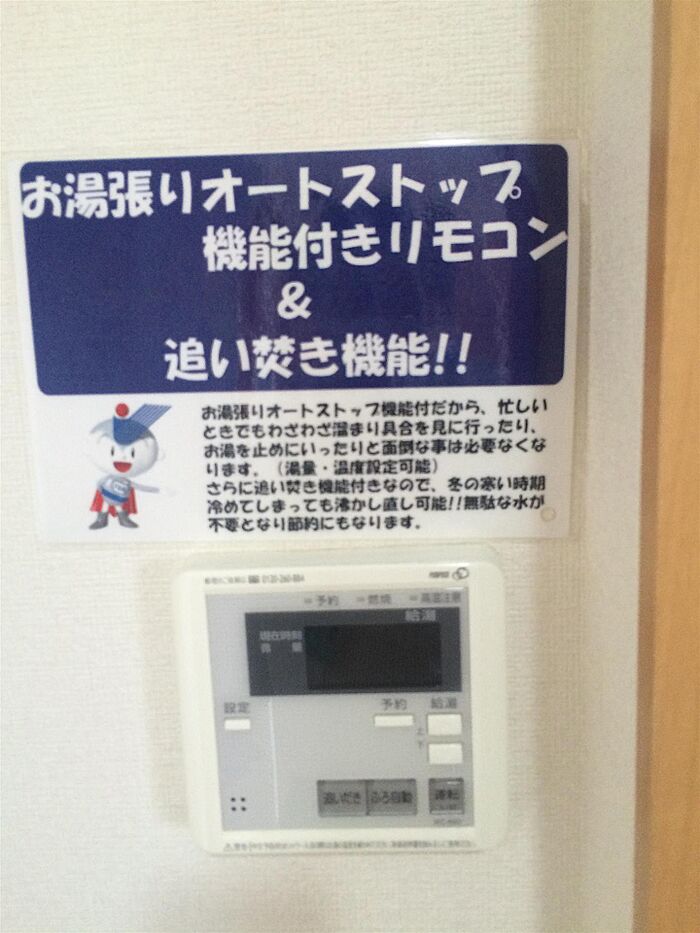 お湯張りオートストップ
機能付きリモコン
&
追い焚き機能!!
お湯張りオートストップ機能付だから、忙しい
ときでもわざわざ溜まり具合を見に行ったり、
お湯を止めにいったりと面倒な事は必要なくな
ります。（湯量・温度設定可能）
さらに追い焚き機能付きなので、冬の寒い時期
冷めてしまっても沸かし直し可能!!無駄な水が
不要となり節約にもなります。
0120-260-884
予約 燃焼 高温注意
給湯
現在時刻
音量
設定 予約 給湯
上
下
追いだき ふろ自動 運転